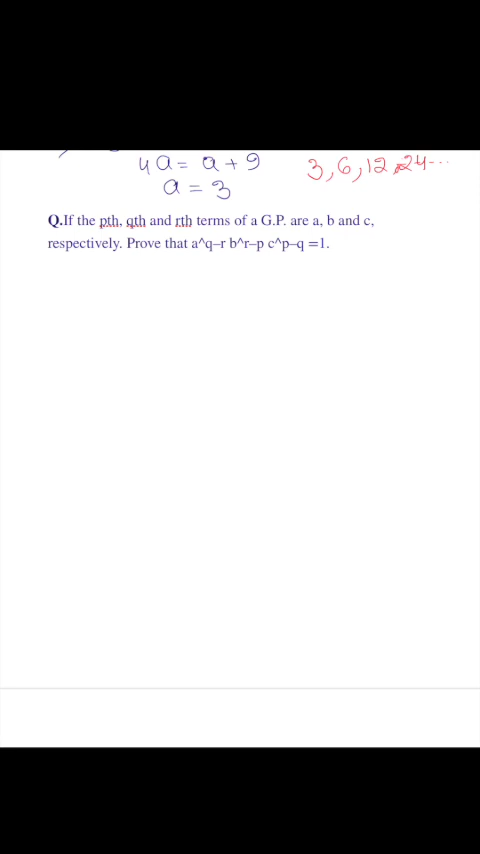 4a = a + 9
3, 6, 12, 24 ...
a = 3
Q.If the pth, qth and rth terms of a G.P. are a, b and c,
respectively. Prove that a^q–r b^r–p c^p–q =1.